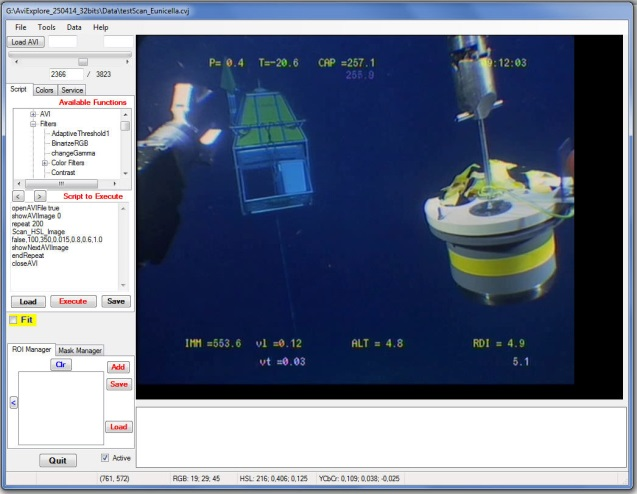 G:\AviExplore_250414_32bits\Data\testScan_Eunicella.cvj
File Tools Data Help
Load AVI
2366 / 3823
Script Colors Service
Available Functions
AVI
Filters
AdaptiveThreshold1
BinarizeRGB
changeGamma
Color Filters
Contrast
< > Script to Execute
openAVIFile true
showAVIImage 0
repeat 200
Scan_HSL_Image
false,100,350,0.015,0.8,0.6,1.0
showNextAVIImage
endRepeat
closeAVI
Load Execute Save
Fit
ROI Manager Mask Manager
Clr
Add
Save
<
Load
Quit Active
P= 0.4 T=-20.6 CAP =257.1 9:12:03
IMM =553.6 vl =0.12 ALT = 4.8 RDI = 4.9
vt =0.03 5.1
(761, 572) RGB: 19; 29; 45 HSL: 216; 0,406; 0,125 YCbCr: 0,109; 0,038; -0,025